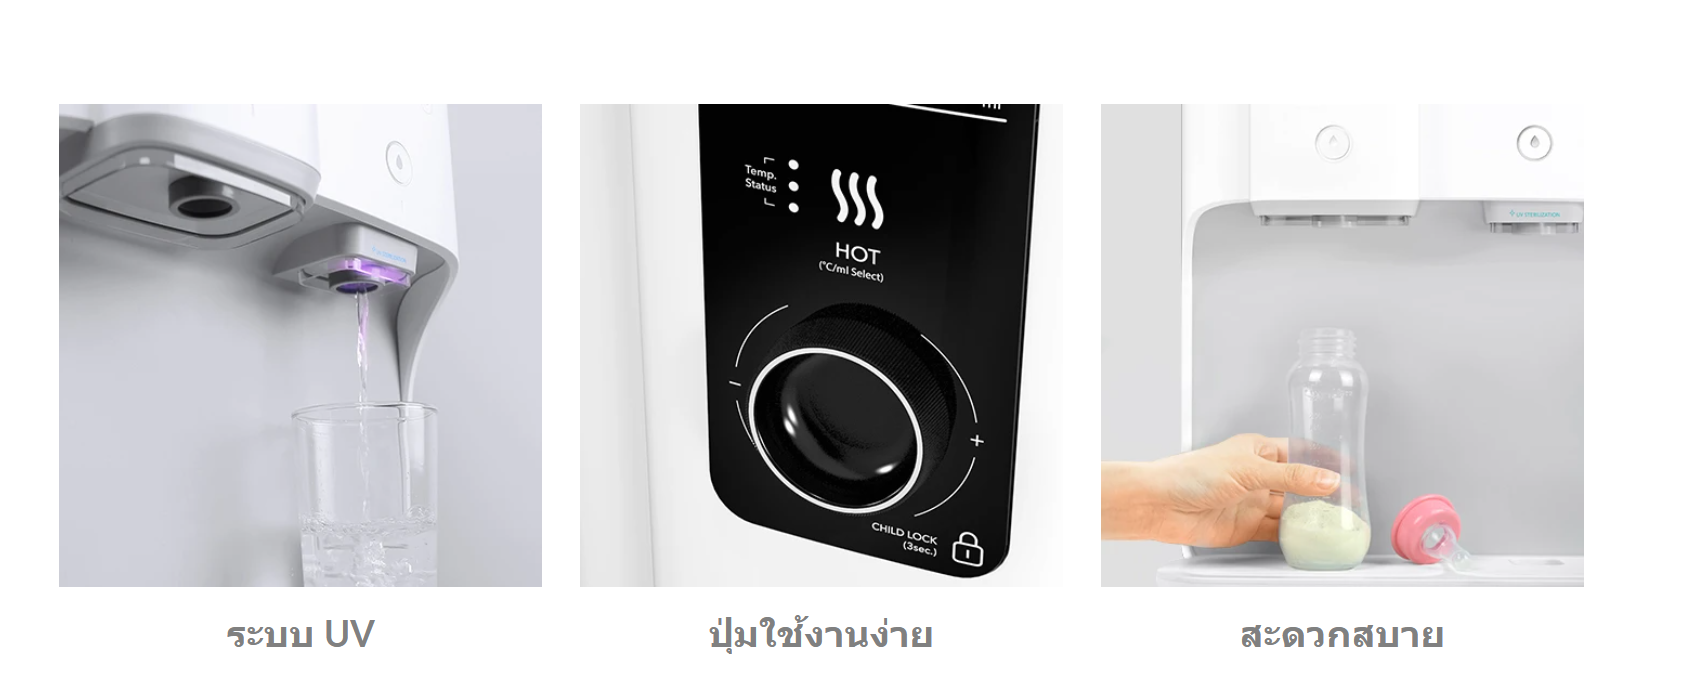 ml
Temp.
Status
HOT
(°C/ml Select)
−
+
CHILD LOCK
(3sec.)
UV STERILIZATION
ระบบ UV
ปุ่มใช้งานง่าย
สะดวกสบาย